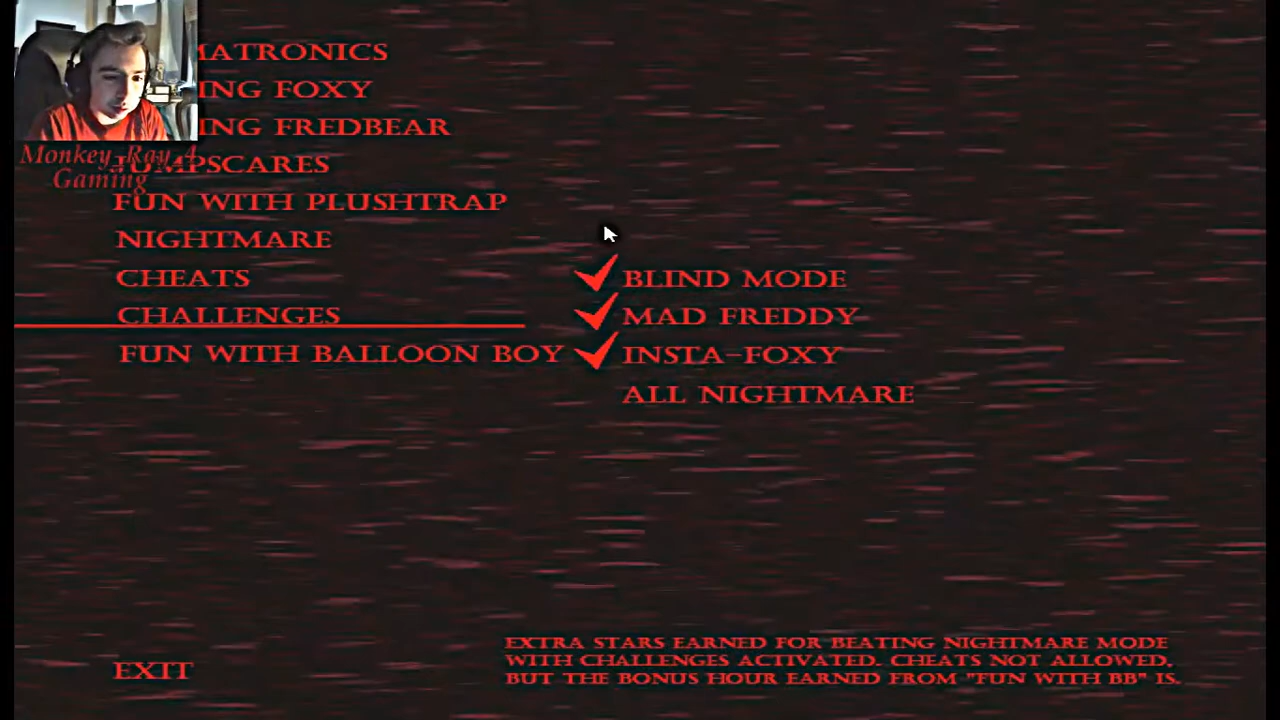 MATRONICS
ING FOXY
ING FREDBEAR
Monkey Ray 4
Gaming
JUMPSCARES
FUN WITH PLUSHTRAP
NIGHTMARE
CHEATS
CHALLENGES
FUN WITH BALLOON BOY
BLIND MODE
MAD FREDDY
INSTA-FOXY
ALL NIGHTMARE
EXIT
EXTRA STARS EARNED FOR BEATING NIGHTMARE MODE
WITH CHALLENGES ACTIVATED. CHEATS NOT ALLOWED,
BUT THE BONUS HOUR EARNED FROM "FUN WITH BB" IS.